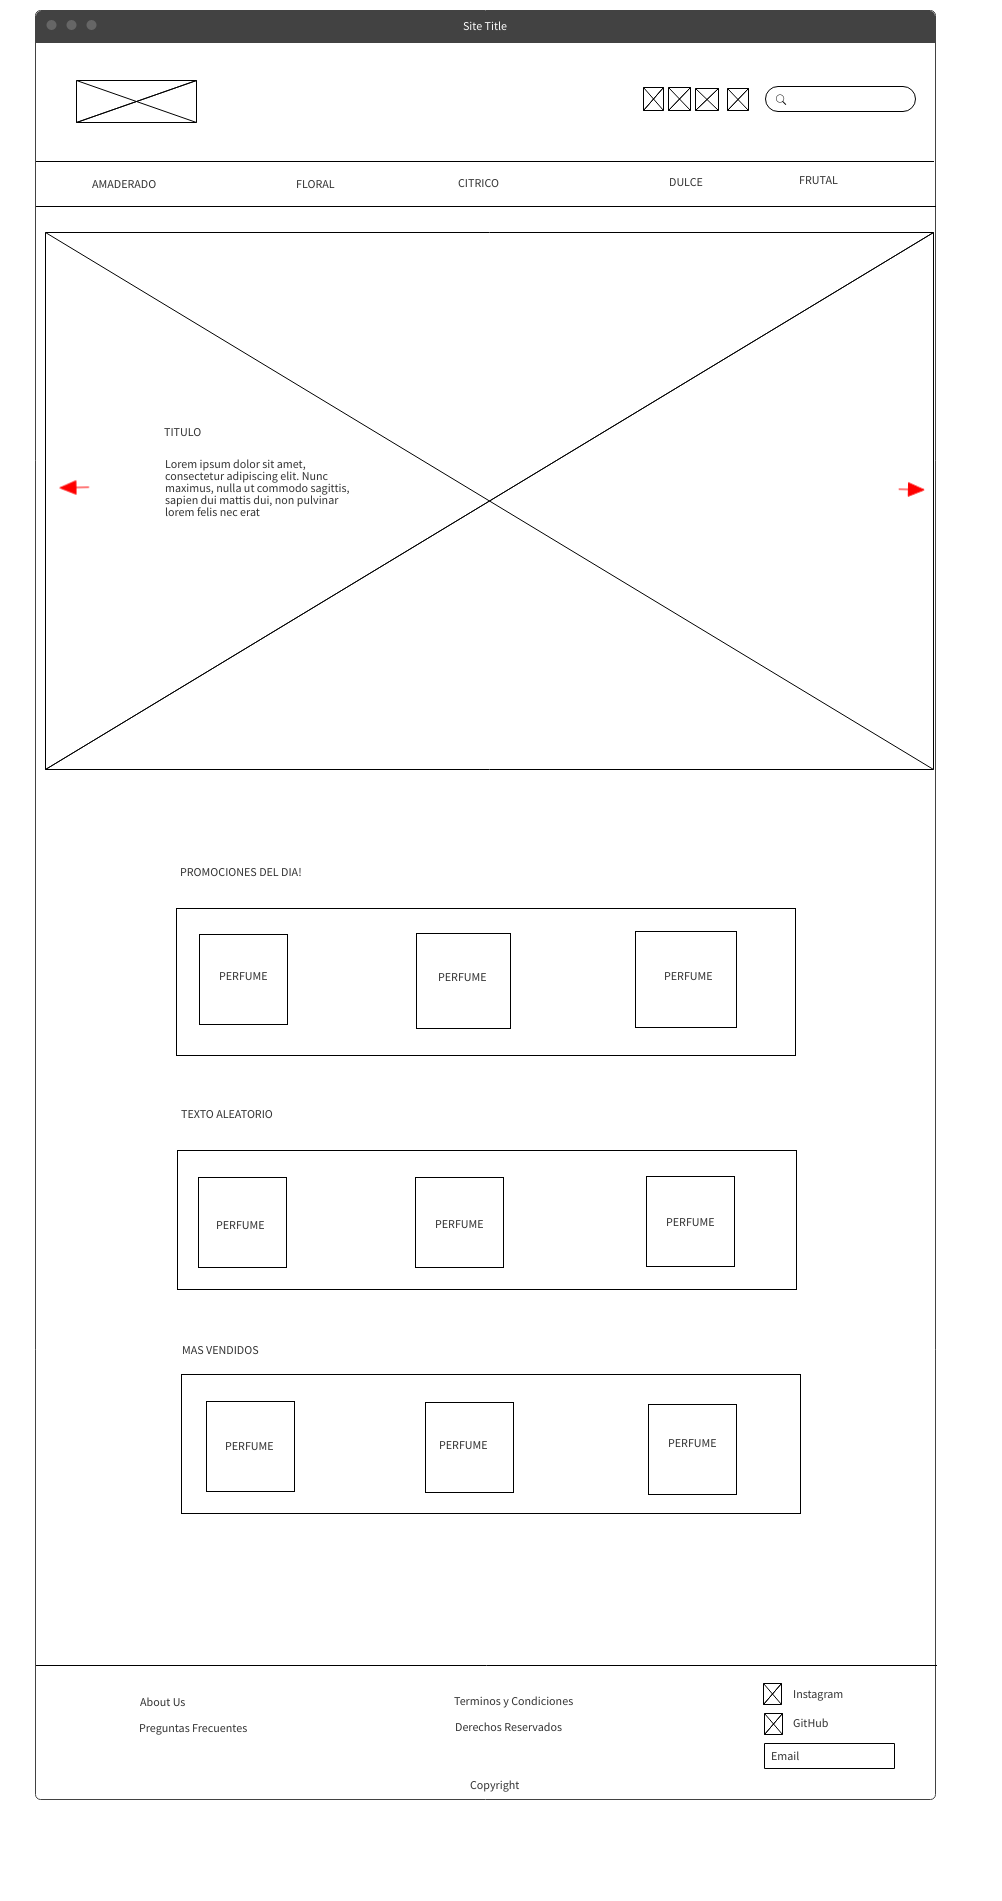 Site Title
AMADERADO
FLORAL
CITRICO
DULCE
FRUTAL
TITULO
Lorem ipsum dolor sit amet,
consectetur adipiscing elit. Nunc
maximus, nulla ut commodo sagittis,
sapien dui mattis dui, non pulvinar
lorem felis nec erat
PROMOCIONES DEL DIA!
PERFUME
PERFUME
PERFUME
TEXTO ALEATORIO
PERFUME
PERFUME
PERFUME
MAS VENDIDOS
PERFUME
PERFUME
PERFUME
About Us
Preguntas Frecuentes
Terminos y Condiciones
Derechos Reservados
Instagram
GitHub
Email
Copyright